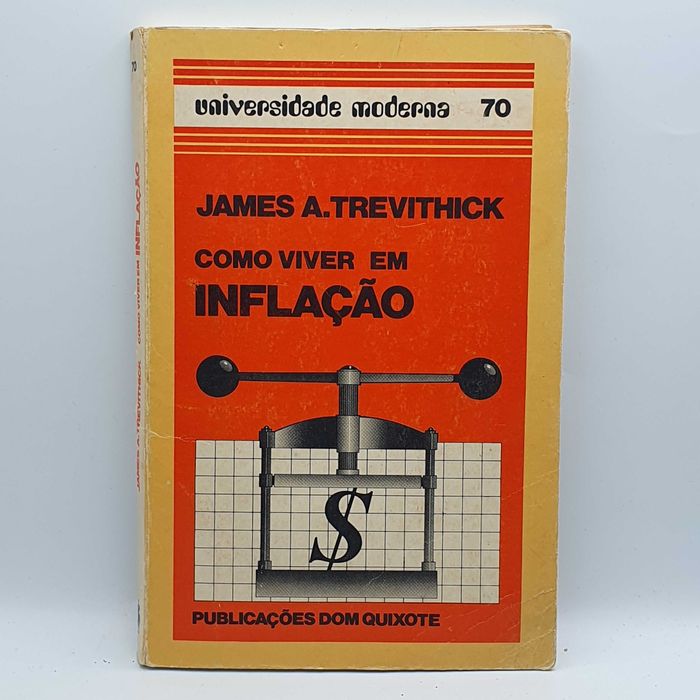 universidade moderna 70
JAMES A.TREVITHICK
COMO VIVER EM
INFLAÇÃO
$
PUBLICAÇÕES DOM QUIXOTE
70
JAMES A.TREVITHICK COMO VIVER EM INFLAÇÃO